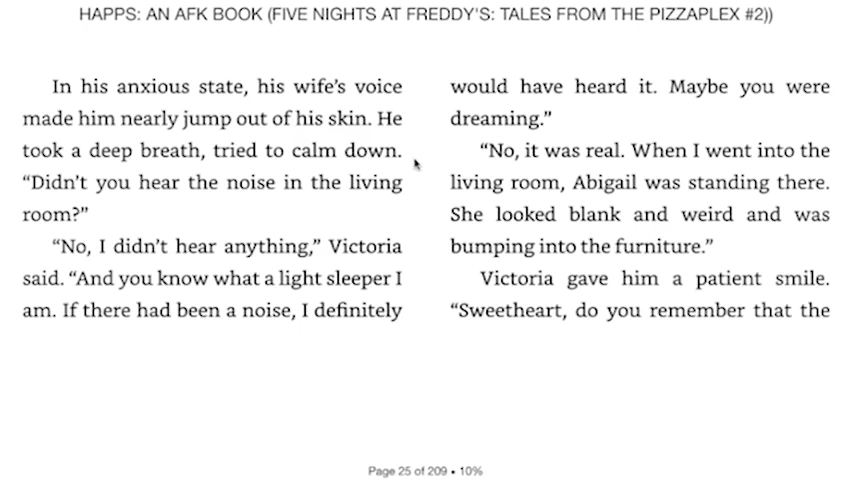 HAPPS: AN AFK BOOK (FIVE NIGHTS AT FREDDY'S: TALES FROM THE PIZZAPLEX #2))
In his anxious state, his wife’s voice
made him nearly jump out of his skin. He
took a deep breath, tried to calm down.
“Didn’t you hear the noise in the living
room?”
“No, I didn’t hear anything,” Victoria
said. “And you know what a light sleeper I
am. If there had been a noise, I definitely
would have heard it. Maybe you were
dreaming.”
“No, it was real. When I went into the
living room, Abigail was standing there.
She looked blank and weird and was
bumping into the furniture.”
Victoria gave him a patient smile.
“Sweetheart, do you remember that the
Page 25 of 209 • 10%